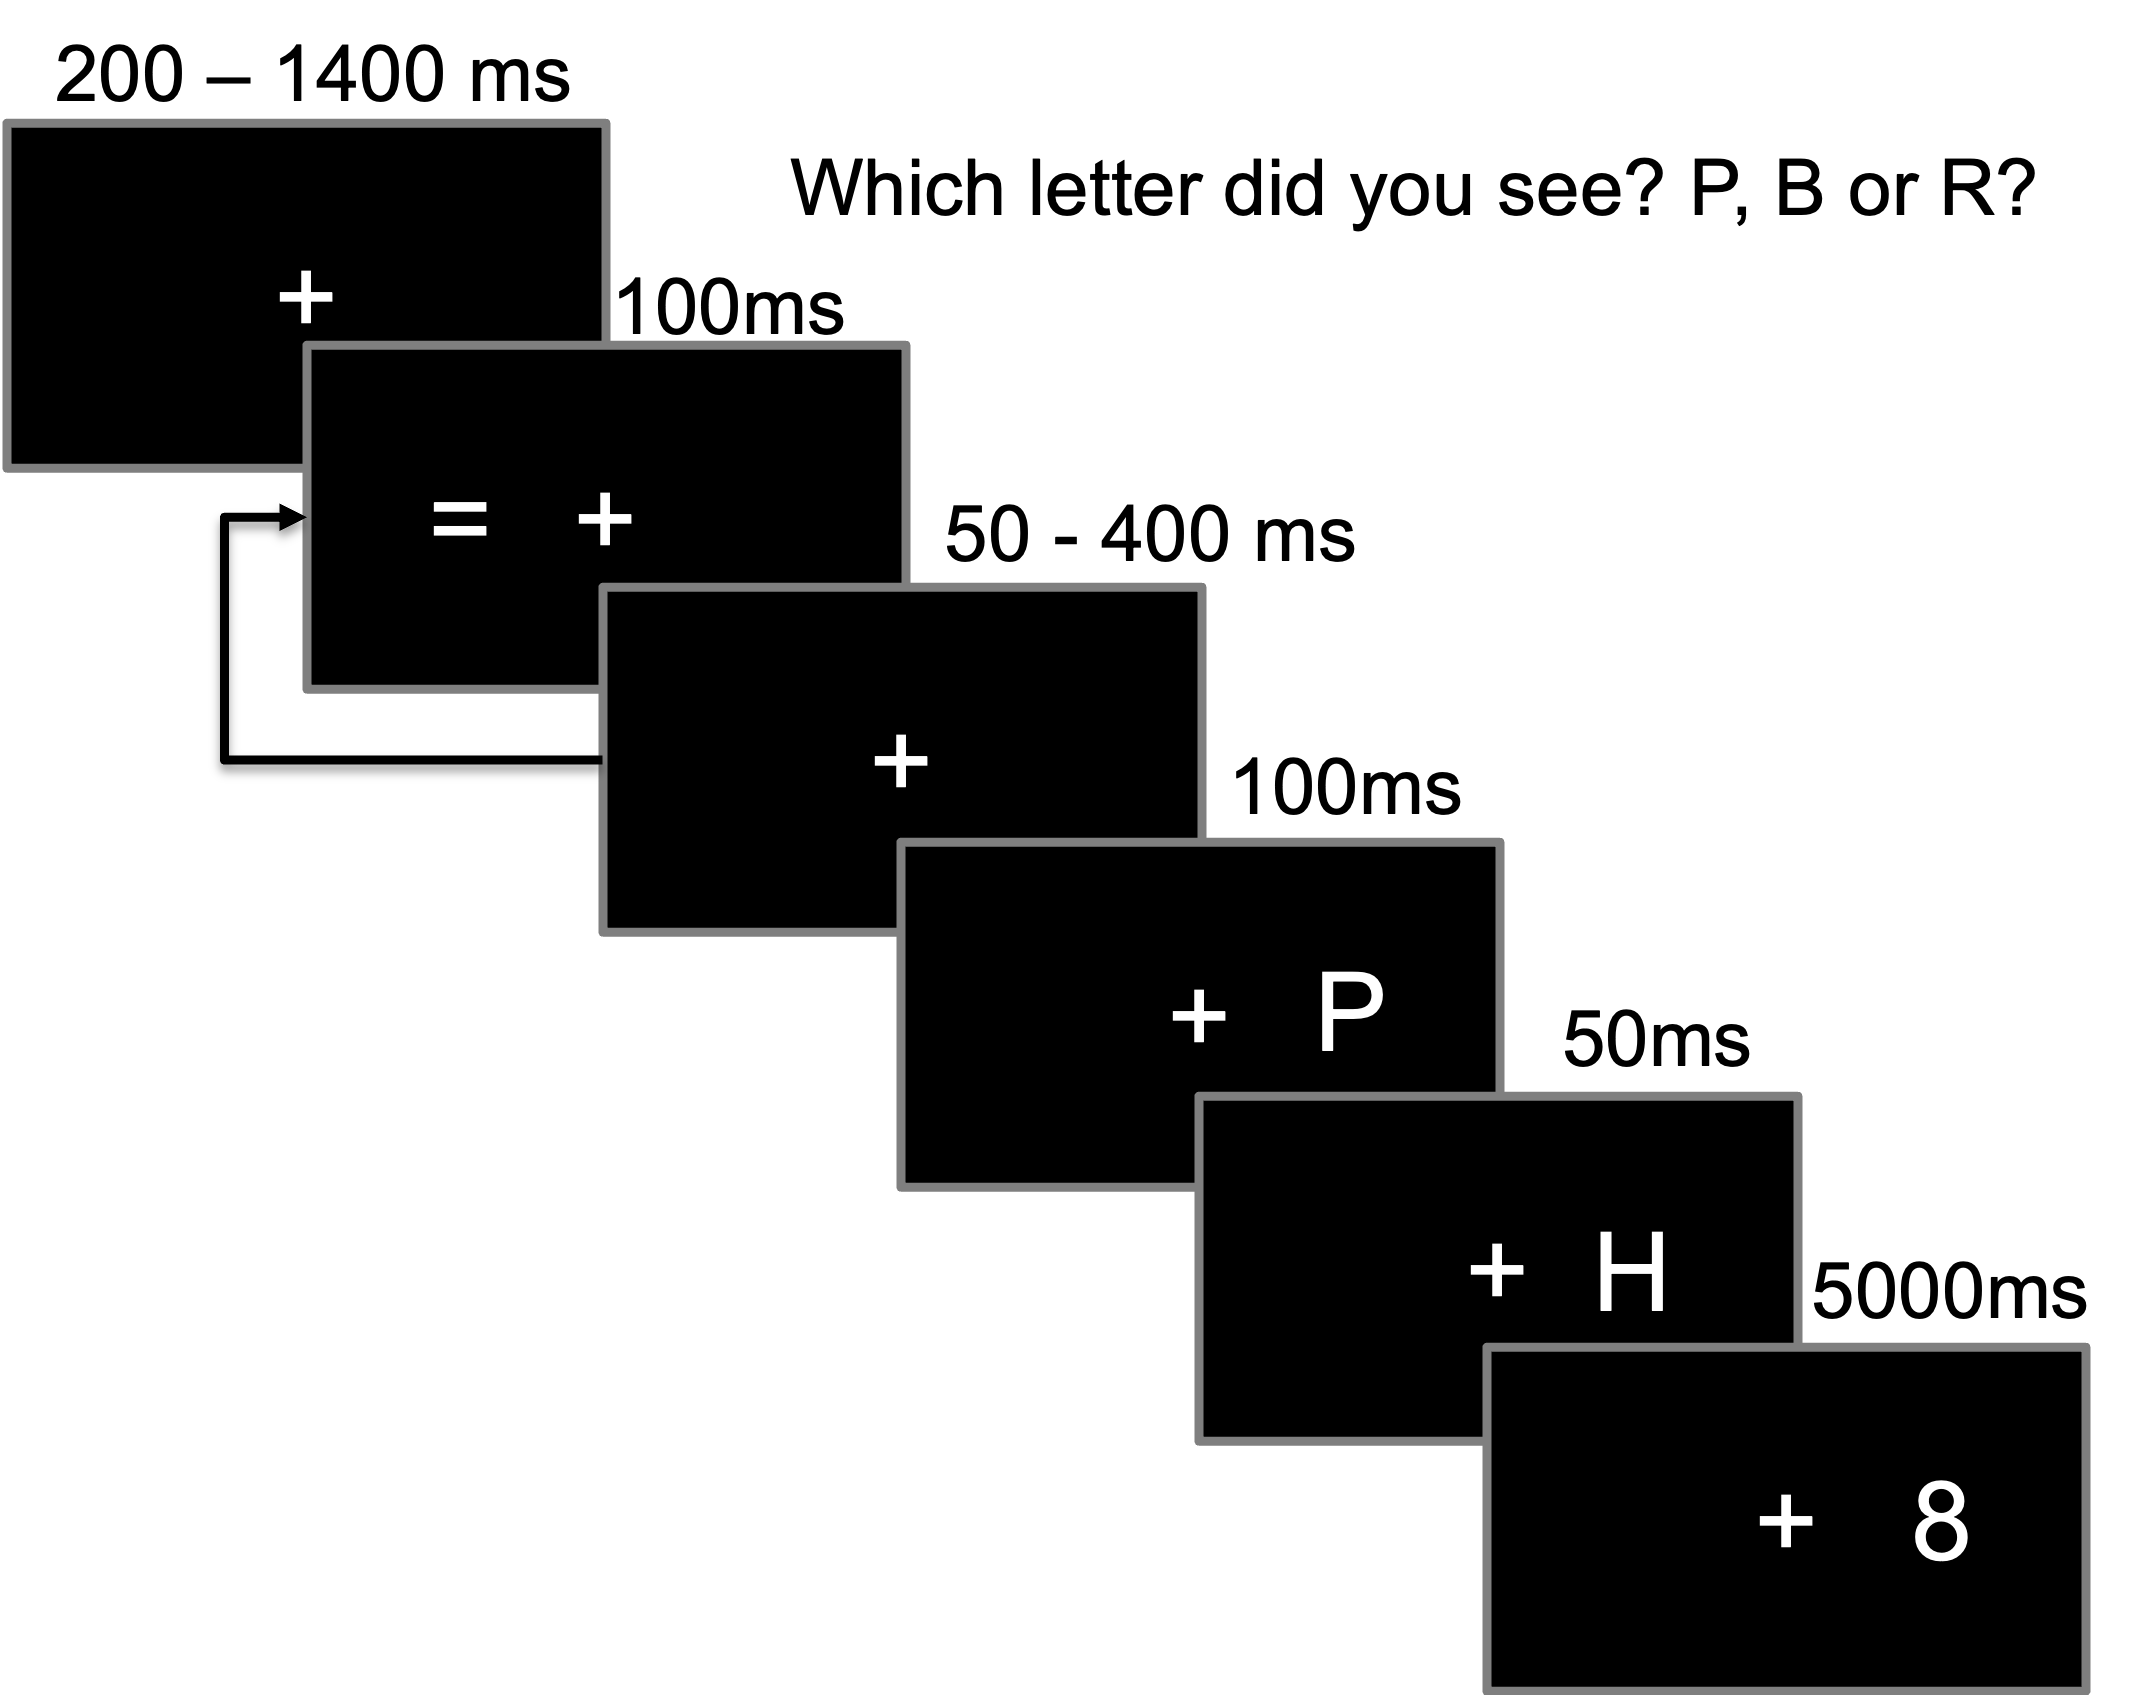 200 – 1400 ms
Which letter did you see? P, B or R?
+
100ms
= +
50 - 400 ms
+
100ms
+ P
50ms
+ H
5000ms
+ 8